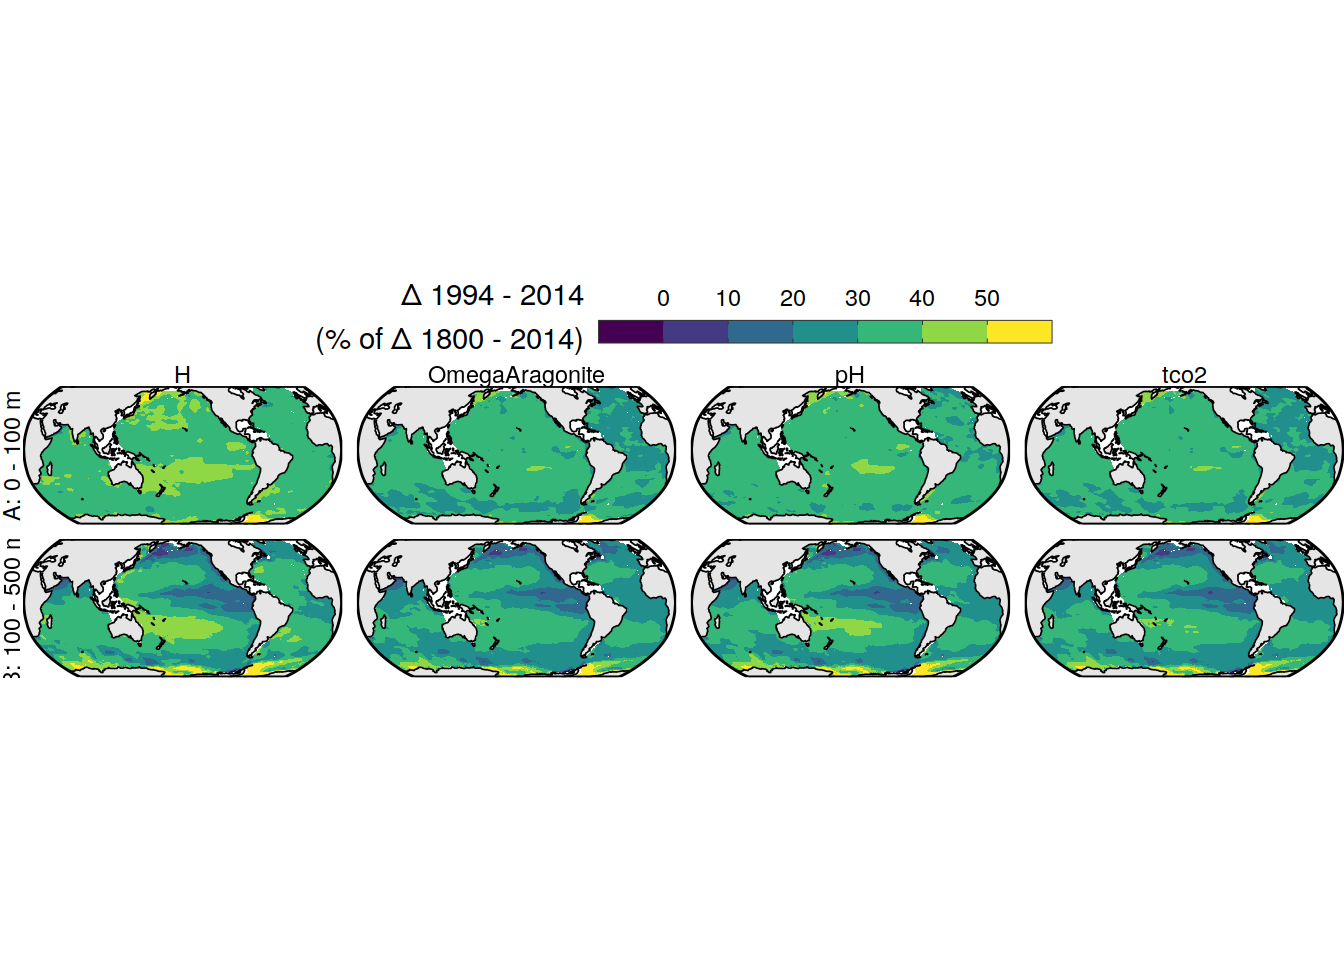 Δ 1994 - 2014
(% of Δ 1800 - 2014)
0 10 20 30 40 50
H OmegaAragonite pH tco2
A: 0 - 100 m
100 - 500